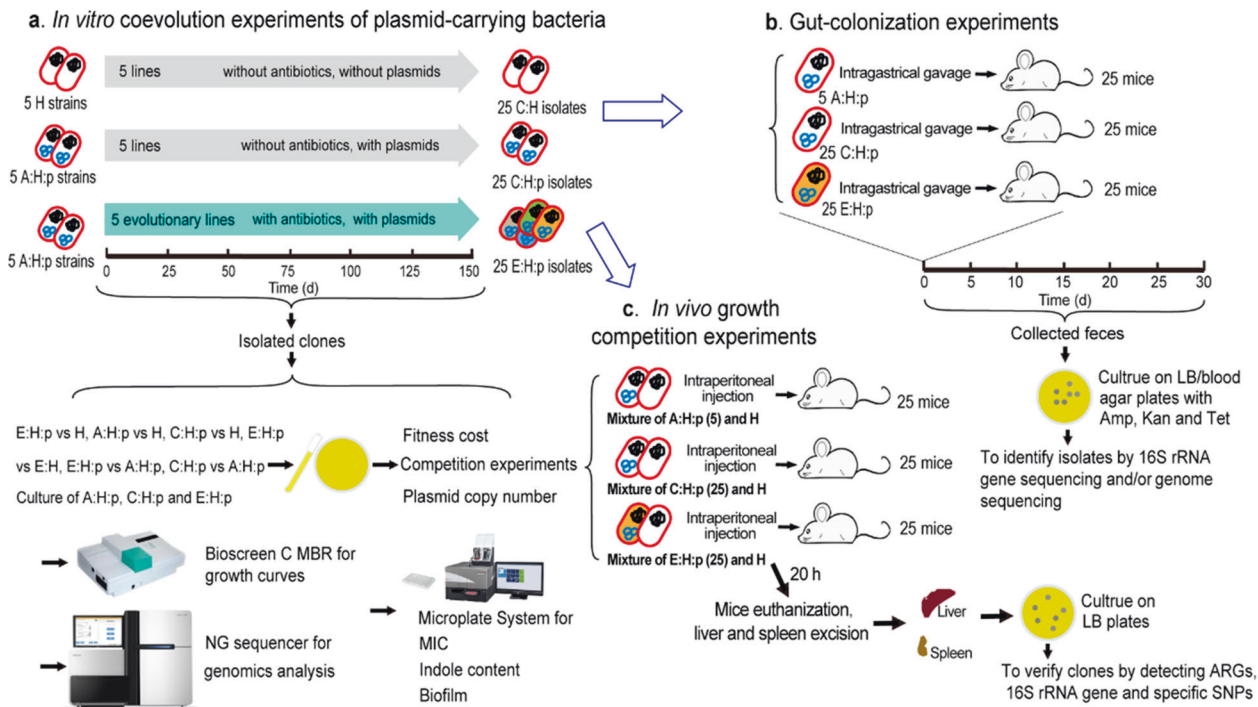 a. In vitro coevolution experiments of plasmid-carrying bacteria
5 lines
without antibiotics, without plasmids
5 H strains
25 C:H isolates
5 lines
without antibiotics, with plasmids
5 A:H:p strains
25 C:H:p isolates
5 evolutionary lines
with antibiotics, with plasmids
5 A:H:p strains
25 E:H:p isolates
0 25 50 75 100 125 150
Time (d)
Isolated clones
E:H:p vs H, A:H:p vs H, C:H:p vs H, E:H:p
vs E:H, E:H:p vs A:H:p, C:H:p vs A:H:p
Culture of A:H:p, C:H:p and E:H:p
Fitness cost
Competition experiments
Plasmid copy number
Bioscreen C MBR for
growth curves
NG sequencer for
genomics analysis
Microplate System for
MIC
Indole content
Biofilm
b. Gut-colonization experiments
Intragastrical gavage
25 mice
5 A:H:p
Intragastrical gavage
25 mice
25 C:H:p
Intragastrical gavage
25 mice
25 E:H:p
0 5 10 15 20 25 30
Time (d)
Collected feces
Cultrue on LB/blood
agar plates with
Amp, Kan and Tet
To identify isolates by 16S rRNA
gene sequencing and/or genome
sequencing
c. In vivo growth
competition experiments
Intraperitoneal
injection
25 mice
Mixture of A:H:p (5) and H
Intraperitoneal
injection
25 mice
Mixture of C:H:p (25) and H
Intraperitoneal
injection
25 mice
Mixture of E:H:p (25) and H
20 h
Mice euthanization,
liver and spleen excision
Liver
Spleen
Cultrue on
LB plates
To verify clones by detecting ARGs,
16S rRNA gene and specific SNPs